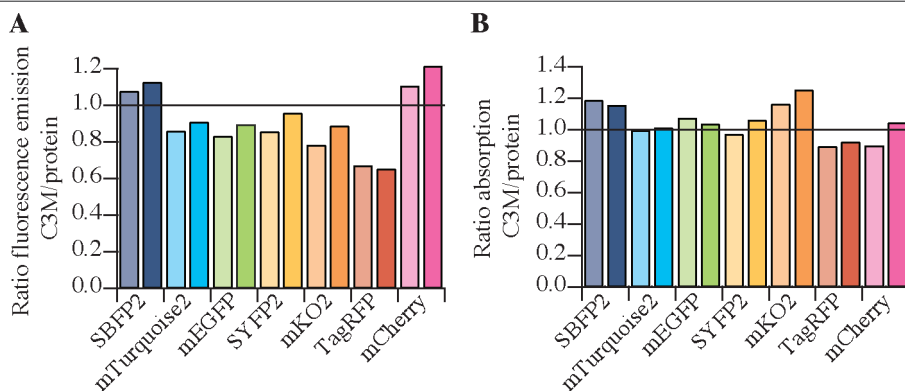 A
Ratio fluorescence emission
C3M/protein
1.2
1.0
0.8
0.6
0.4
0.2
0.0
SBFP2
mTurquoise2
mEGFP
SYFP2
mKO2
TagRFP
mCherry
B
Ratio absorption
C3M/protein
1.4
1.2
1.0
0.8
0.6
0.4
0.2
0.0
SBFP2
mTurquoise2
mEGFP
SYFP2
mKO2
TagRFP
mCherry